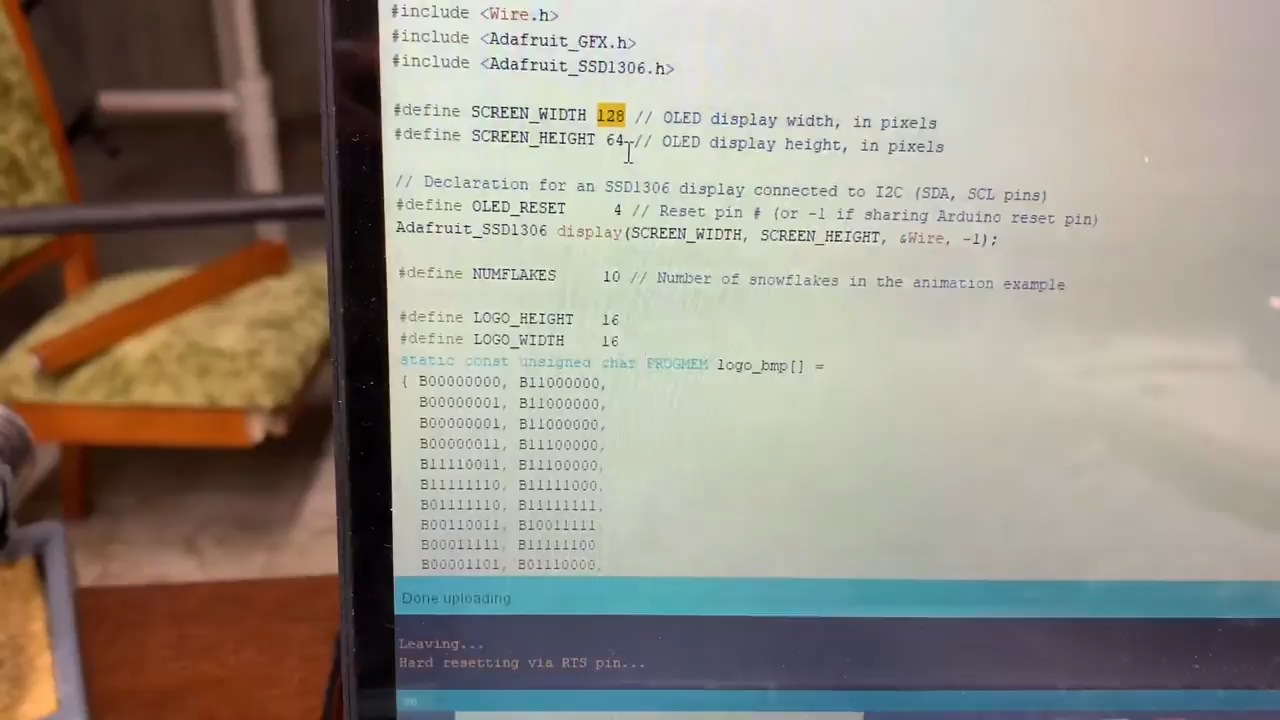 #include <Wire.h>
#include <Adafruit_GFX.h>
#include <Adafruit_SSD1306.h>
#define SCREEN_WIDTH 128 // OLED display width, in pixels
#define SCREEN_HEIGHT 64 // OLED display height, in pixels
// Declaration for an SSD1306 display connected to I2C (SDA, SCL pins)
#define OLED_RESET 4 // Reset pin # (or -1 if sharing Arduino reset pin)
Adafruit_SSD1306 display(SCREEN_WIDTH, SCREEN_HEIGHT, &Wire, -1);
#define NUMFLAKES 10 // Number of snowflakes in the animation example
#define LOGO_HEIGHT 16
#define LOGO_WIDTH 16
static const unsigned char PROGMEM logo_bmp[] =
{ B00000000, B11000000,
B00000001, B11000000,
B00000001, B11000000,
B00000011, B11100000,
B11110011, B11100000,
B11111110, B11111000,
B01111110, B11111111,
B00110011, B10011111
B00011111, B11111100
B00001101, B01110000,
Done uploading
Leaving...
Hard resetting via RTS pin...